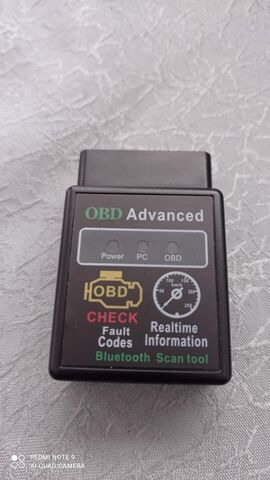 OBD Advanced
Power PC OBD
OBD
CHECK
Fault
Codes
Realtime
Information
Bluetooth Scan tool
REDMI NOTE 9
AI QUAD CAMERA